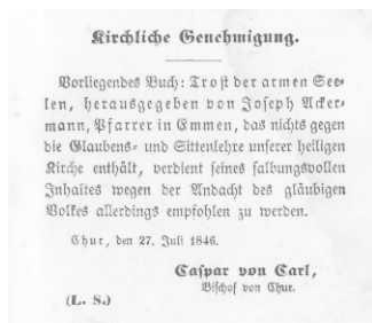 Kirchliche Genehmigung.
Vorliegendes Buch: Trost der armen See-
len, herausgegeben von Joseph Acker-
mann, Pfarrer in Emmen, das nichts gegen
die Glaubens- und Sittenlehre unserer heiligen
Kirche enthält, verdient seines salbungsvollen
Inhaltes wegen der Andacht des gläubigen
Volkes allerdings empfohlen zu werden.
Chur, den 27. Juli 1846.
Caspar von Carl,
Bischof von Chur.
(L. S.)